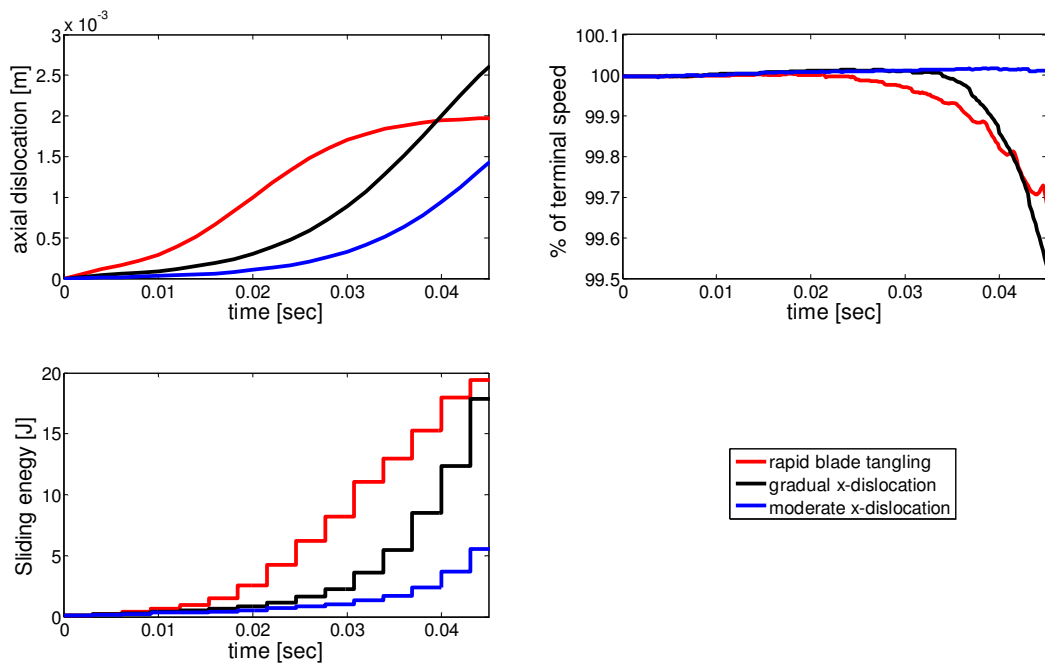 x 10⁻³
3
2.5
2
1.5
1
0.5
0
axial dislocation [m]
0 0.01 0.02 0.03 0.04
time [sec]
100.1
100
99.9
99.8
99.7
99.6
99.5
% of terminal speed
0 0.01 0.02 0.03 0.04
time [sec]
20
15
10
5
0
Sliding enegy [J]
0 0.01 0.02 0.03 0.04
time [sec]
rapid blade tangling
gradual x-dislocation
moderate x-dislocation